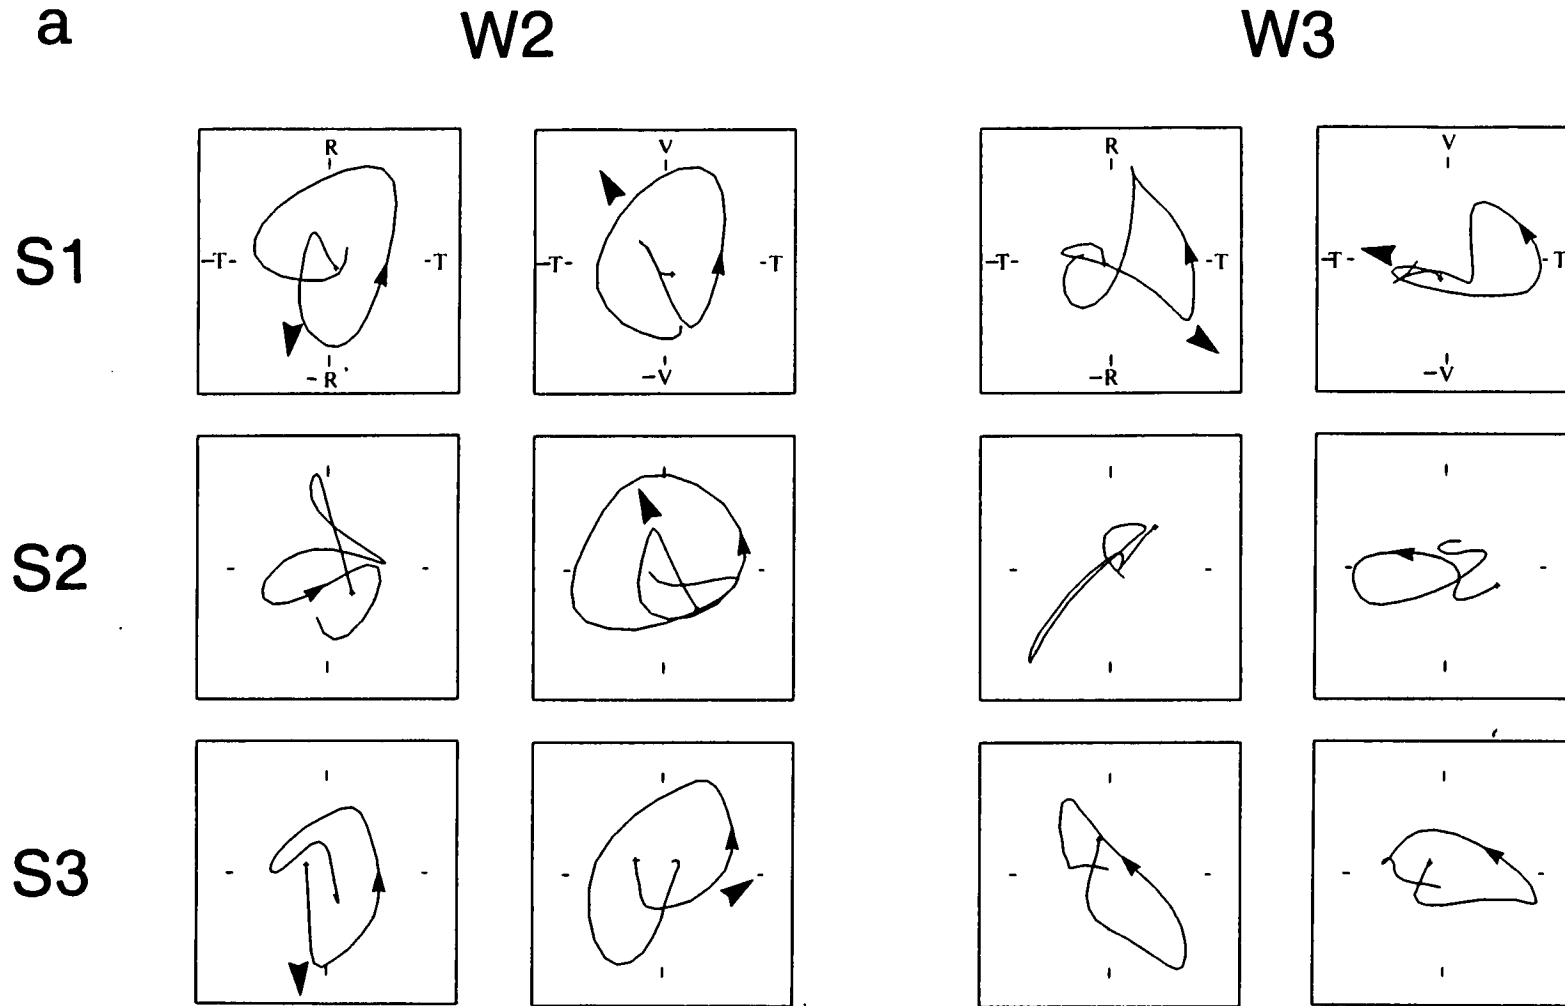 a W2 W3
S1
R V R V
–T- -T –T- -T –T- -T –T- -T
–R –V –R –V
S2
S3